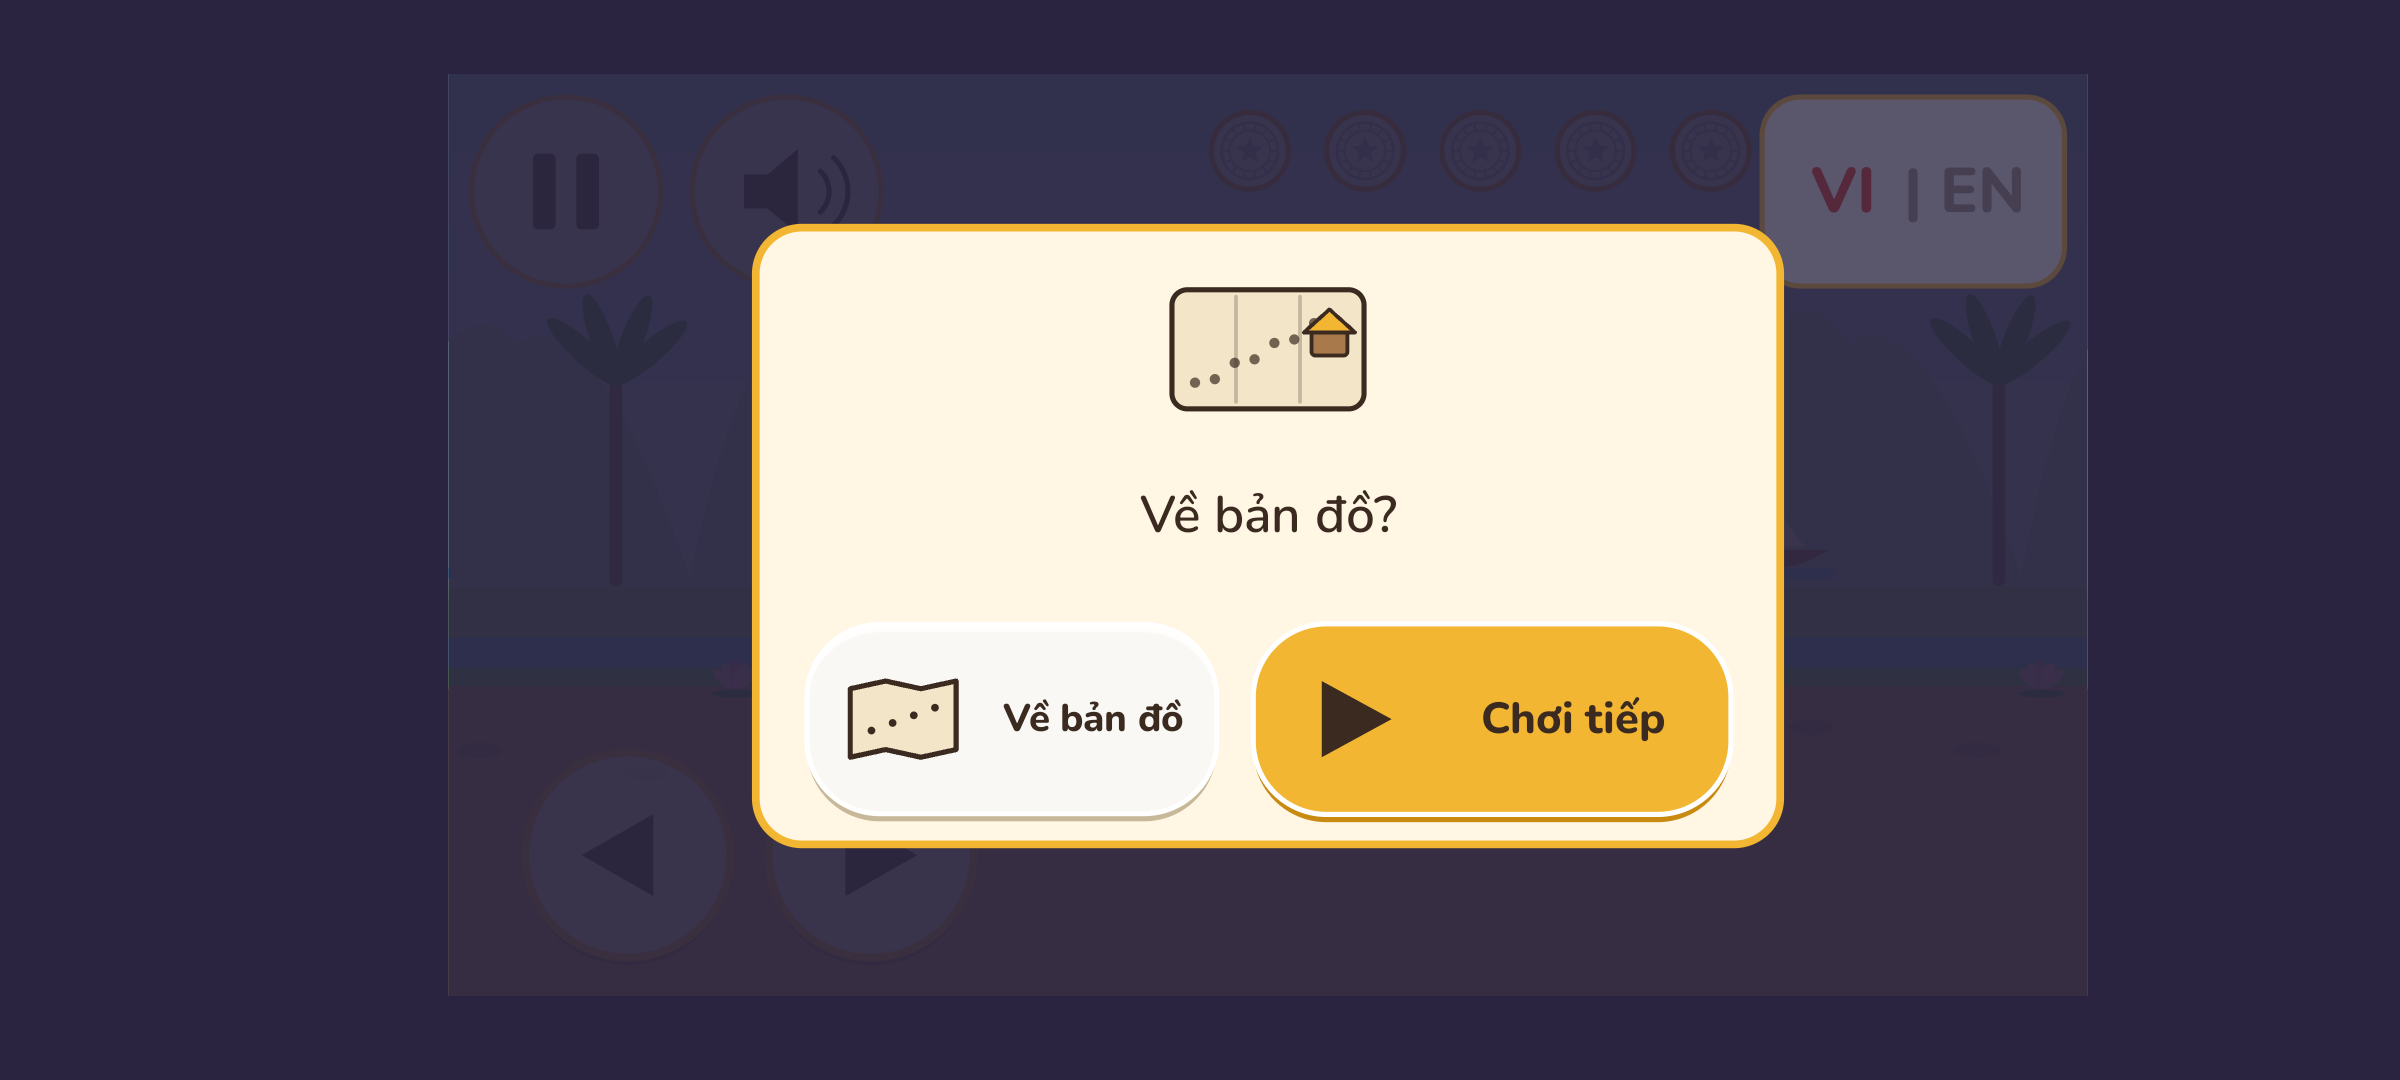 VI | EN
Về bản đồ?
Về bản đồ
Chơi tiếp